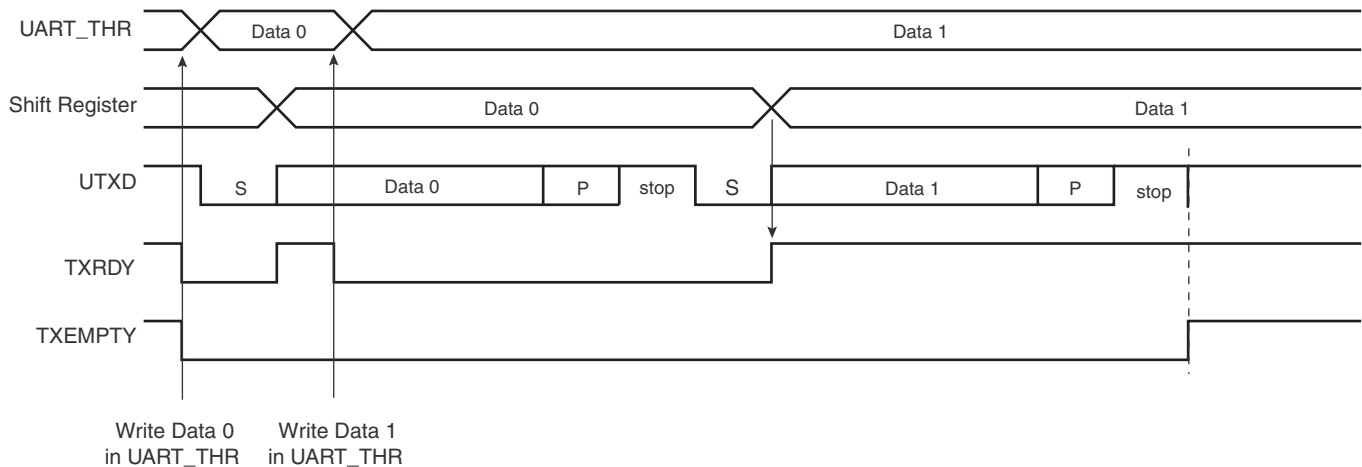 UART_THR Data 0 Data 1
Shift Register Data 0 Data 1
UTXD S Data 0 P stop S Data 1 P stop
TXRDY
TXEMPTY
Write Data 0 Write Data 1
in UART_THR in UART_THR